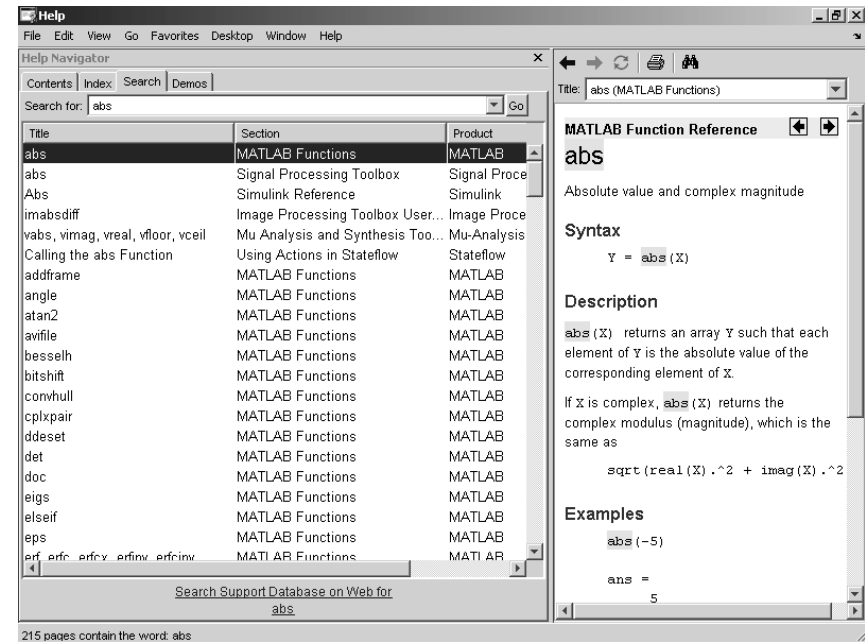 Help
File Edit View Go Favorites Desktop Window Help
Help Navigator
Contents Index Search Demos
Search for: abs Go
Title Section Product
abs MATLAB Functions MATLAB
abs Signal Processing Toolbox Signal Proce
Abs Simulink Reference Simulink
imabsdiff Image Processing Toolbox User... Image Proce
vabs, vimag, vreal, vfloor, vceil Mu Analysis and Synthesis Too... Mu-Analysis
Calling the abs Function Using Actions in Stateflow Stateflow
addframe MATLAB Functions MATLAB
angle MATLAB Functions MATLAB
atan2 MATLAB Functions MATLAB
avifile MATLAB Functions MATLAB
besselh MATLAB Functions MATLAB
bitshift MATLAB Functions MATLAB
convhull MATLAB Functions MATLAB
cplxpair MATLAB Functions MATLAB
ddeset MATLAB Functions MATLAB
det MATLAB Functions MATLAB
doc MATLAB Functions MATLAB
eigs MATLAB Functions MATLAB
elseif MATLAB Functions MATLAB
eps MATLAB Functions MATLAB
erf, erfc, erfcx, erfinv, erfcinv MATLAB Functions MATLAB
Search Support Database on Web for
abs
Title: abs (MATLAB Functions)
MATLAB Function Reference
abs
Absolute value and complex magnitude
Syntax
Y = abs(X)
Description
abs(X) returns an array Y such that each
element of Y is the absolute value of the
corresponding element of X.
If X is complex, abs(X) returns the
complex modulus (magnitude), which is the
same as
sqrt(real(X).^2 + imag(X).^2
Examples
abs(-5)
ans =
5
215 pages contain the word: abs